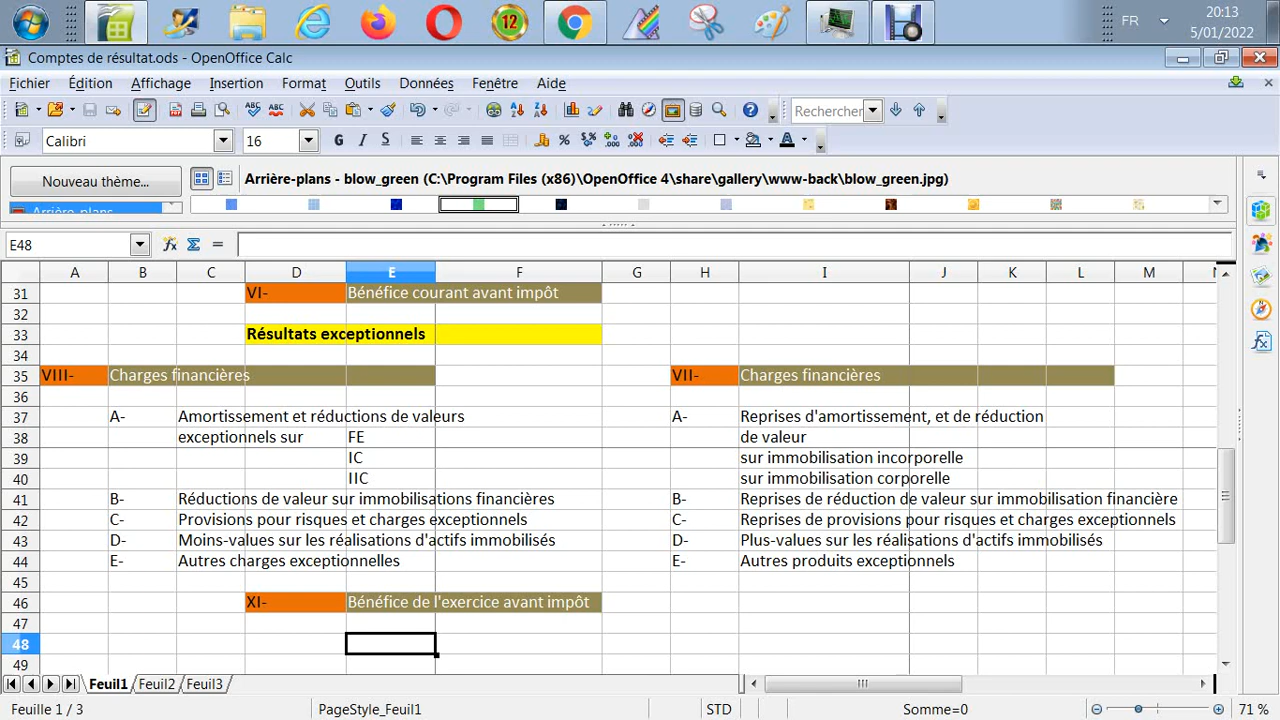 12
FR
20:13
5/01/2022
Comptes de résultat.ods - OpenOffice Calc
Fichier Édition Affichage Insertion Format Outils Données Fenêtre Aide
Rechercher
Calibri 16 G I S
Nouveau thème... Arrière-plans - blow_green (C:\Program Files (x86)\OpenOffice 4\share\gallery\www-back\blow_green.jpg)
Arrière-plans
E48
A B C D E F G H I J K L M N
31 VI- Bénéfice courant avant impôt
32
33 Résultats exceptionnels
34
35 VIII- Charges financières VII- Charges financières
36
37 A- Amortissement et réductions de valeurs A- Reprises d'amortissement, et de réduction
38 exceptionnels sur FE de valeur
39 IC sur immobilisation incorporelle
40 IIC sur immobilisation corporelle
41 B- Réductions de valeur sur immobilisations financières B- Reprises de réduction de valeur sur immobilisation financière
42 C- Provisions pour risques et charges exceptionnels C- Reprises de provisions pour risques et charges exceptionnels
43 D- Moins-values sur les réalisations d'actifs immobilisés D- Plus-values sur les réalisations d'actifs immobilisés
44 E- Autres charges exceptionnelles E- Autres produits exceptionnels
45
46 XI- Bénéfice de l'exercice avant impôt
47
48
49
Feuil1 Feuil2 Feuil3
Feuille 1 / 3 PageStyle_Feuil1 STD Somme=0 71 %